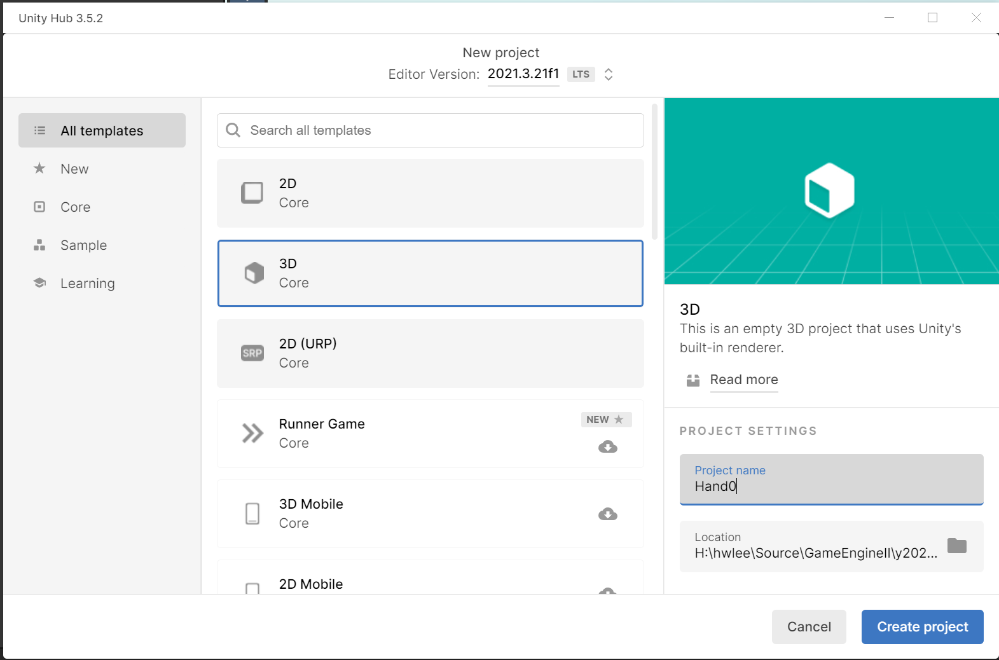 Unity Hub 3.5.2
New project
Editor Version: 2021.3.21f1 LTS
All templates
New
Core
Sample
Learning
Search all templates
2D
Core
3D
Core
SRP
2D (URP)
Core
Runner Game
Core
NEW
3D Mobile
Core
2D Mobile
3D
This is an empty 3D project that uses Unity's
built-in renderer.
Read more
PROJECT SETTINGS
Project name
Hand0
Location
H:\hwlee\Source\GameEngineII\y202...
Cancel
Create project